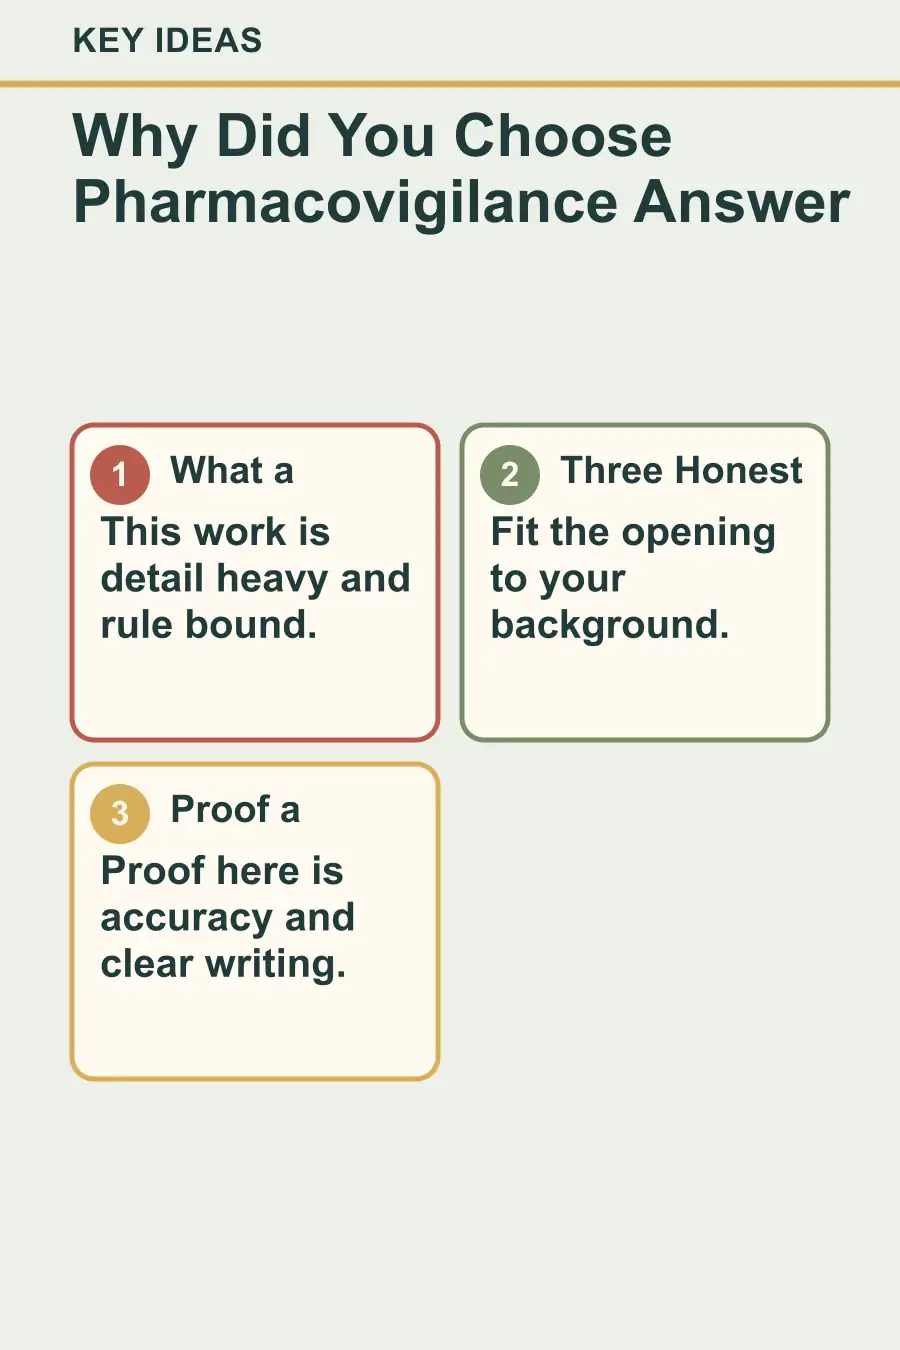 KEY IDEAS
Why Did You Choose
Pharmacovigilance Answer
1 What a
This work is
detail heavy and
rule bound.
2 Three Honest
Fit the opening
to your
background.
3 Proof a
Proof here is
accuracy and
clear writing.